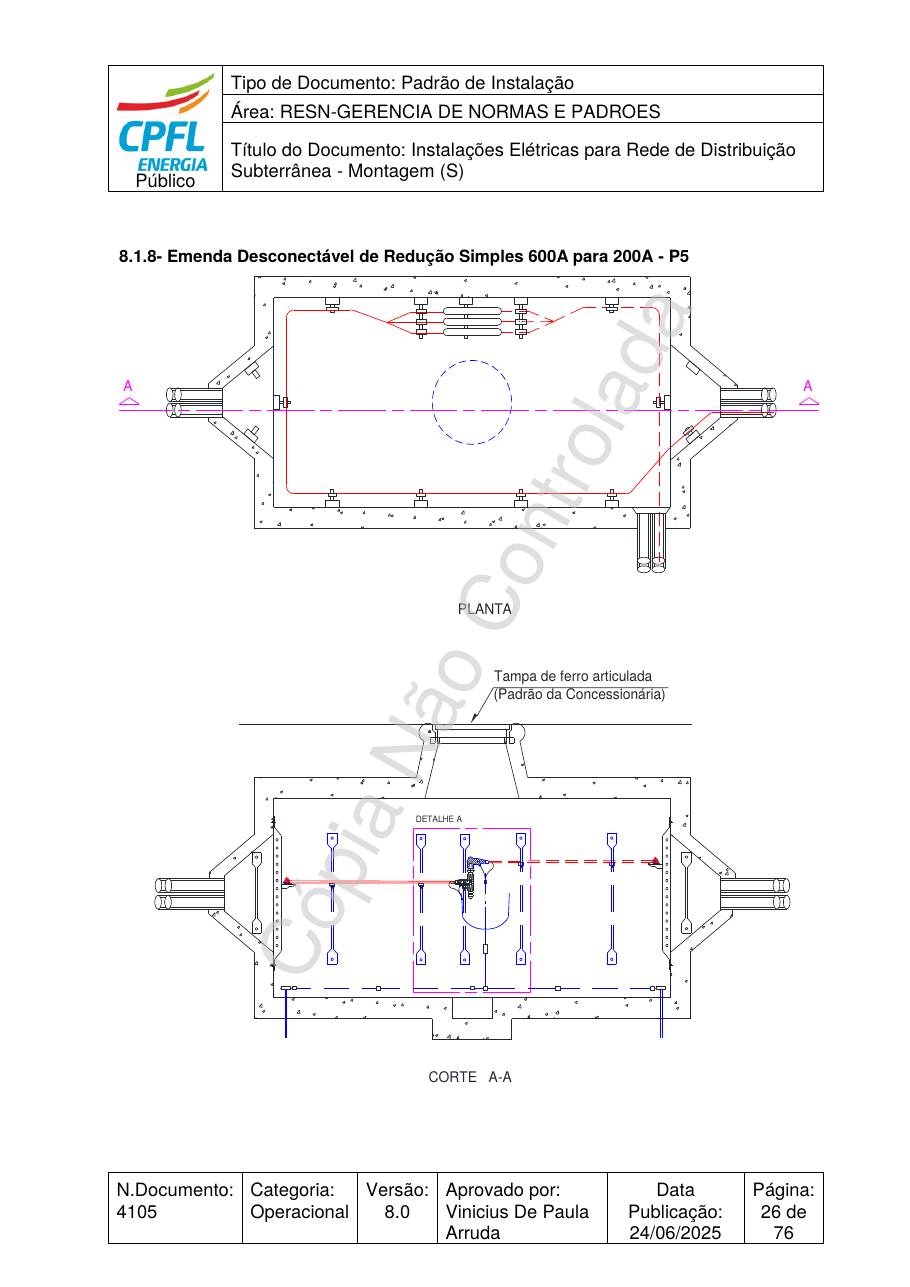 Tipo de Documento: Padrão de Instalação
Área: RESN-GERENCIA DE NORMAS E PADROES
CPFL
ENERGIA
Público
Título do Documento: Instalações Elétricas para Rede de Distribuição
Subterrânea - Montagem (S)
8.1.8- Emenda Desconectável de Redução Simples 600A para 200A - P5
A
A
PLANTA
Tampa de ferro articulada
(Padrão da Concessionária)
DETALHE A
CORTE A-A
Cópia Não Controlada
N.Documento:
4105
Categoria:
Operacional
Versão:
8.0
Aprovado por:
Vinicius De Paula
Arruda
Data
Publicação:
24/06/2025
Página:
26 de
76